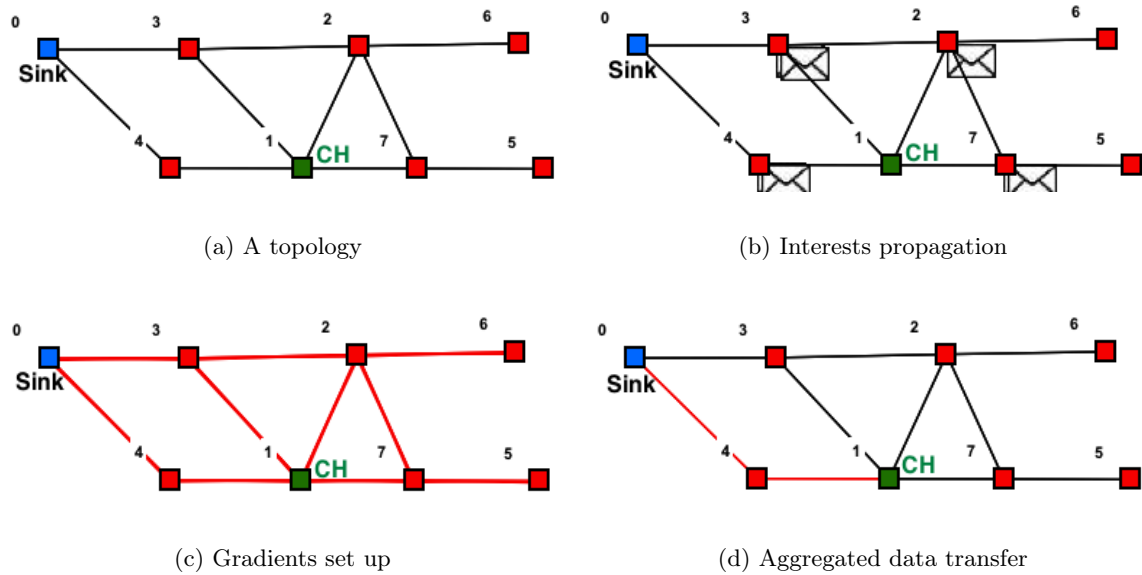 0 3 2 6
Sink
4 1 CH 7 5
(a) A topology
0 3 2 6
Sink
4 1 CH 7 5
(b) Interests propagation
0 3 2 6
Sink
4 1 CH 7 5
(c) Gradients set up
0 3 2 6
Sink
4 1 CH 7 5
(d) Aggregated data transfer